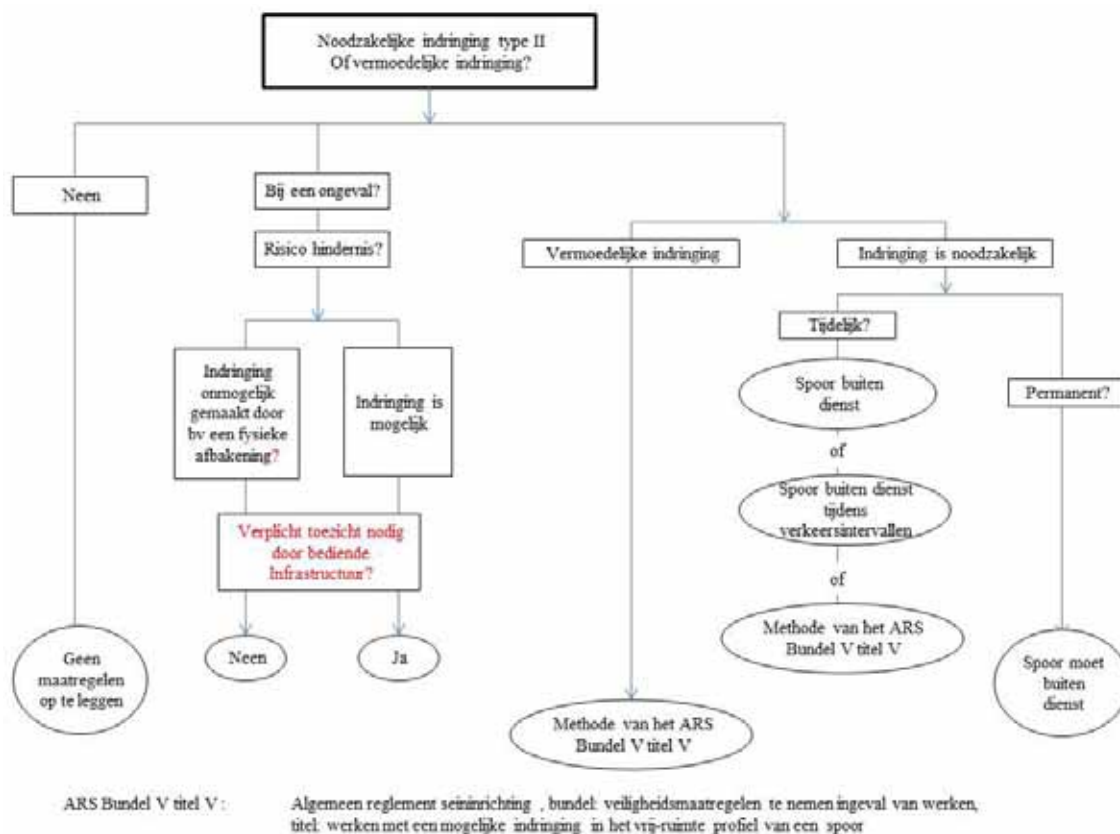 Noodzakelijke indringing type II
Of vermoedelijke indringing?
Neen
Bij een ongeval?
Risico hindernis?
Vermoedelijke indringing
Indringing is noodzakelijk
Indringing
onmogelijk
gemaakt door
bv een fysieke
afbakening?
Indringing is
mogelijk
Tijdelijk?
Permanent?
Spoor buiten
dienst
of
Spoor buiten dienst
tijdens
verkeersintervallen
of
Methode van het ARS
Bundel V titel V
Verplicht toezicht nodig
door bediende
Infrastructuur?
Neen
Ja
Geen
maatregelen
op te leggen
Spoor moet
buiten
dienst
Methode van het ARS
Bundel V titel V
ARS Bundel V titel V : Algemeen reglement seininrichting , bundel: veiligheidsmaatregelen te nemen ingeval van werken,
titel: werken met een mogelijke indringing in het vrij-ruimte profiel van een spoor